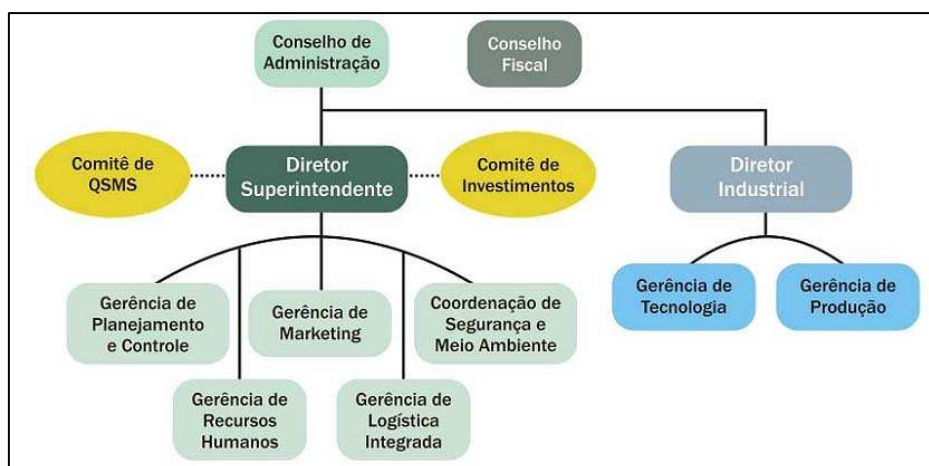 Conselho de
Administração
Conselho
Fiscal
Comitê de
QSMS
Diretor
Superintendente
Comitê de
Investimentos
Diretor
Industrial
Gerência de
Planejamento
e Controle
Gerência de
Marketing
Coordenação de
Segurança e
Meio Ambiente
Gerência de
Tecnologia
Gerência de
Produção
Gerência de
Recursos
Humanos
Gerência de
Logística
Integrada